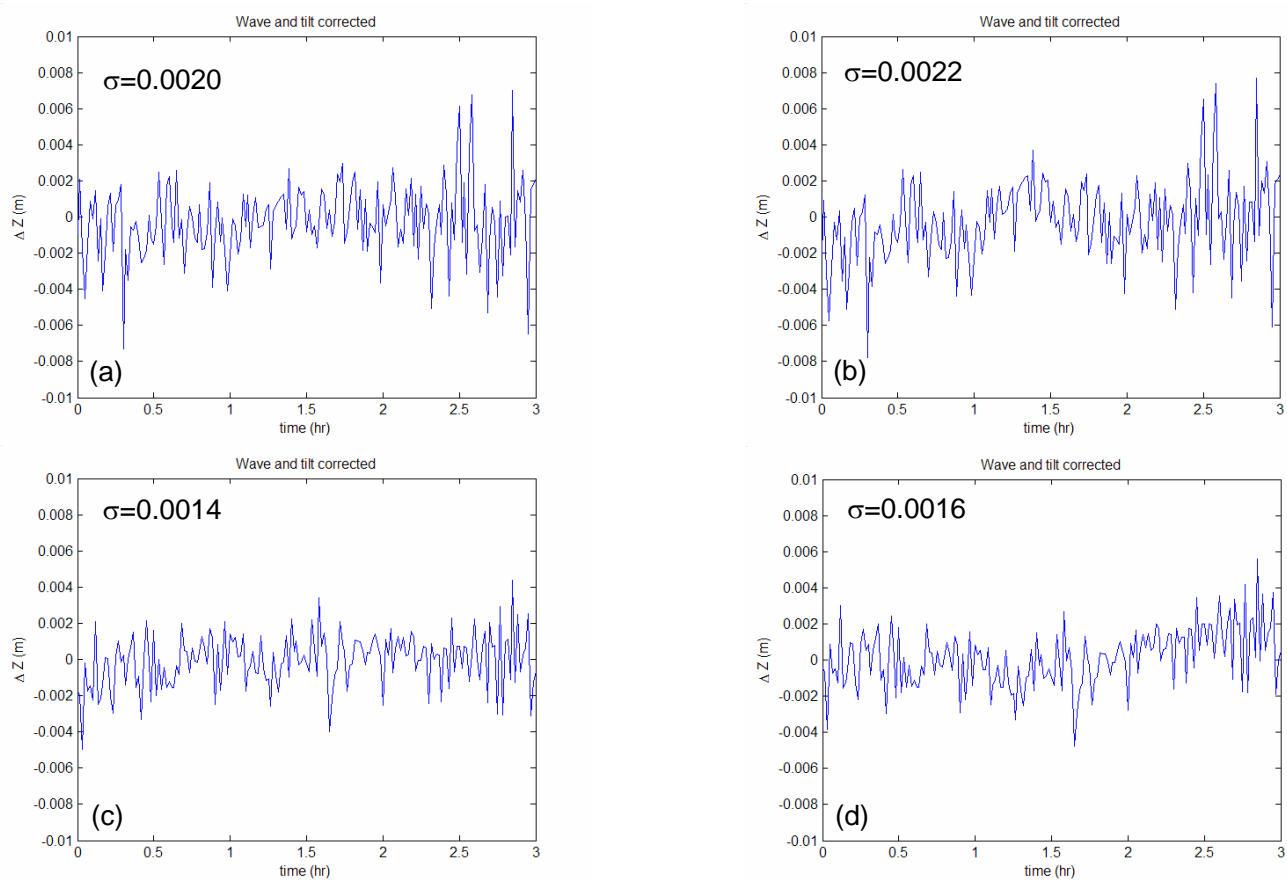 Wave and tilt corrected
0.01
0.008
0.006
0.004
0.002
0
-0.002
-0.004
-0.006
-0.008
-0.01
Δ Z (m)
σ=0.0020
(a)
0 0.5 1 1.5 2 2.5 3
time (hr)
Wave and tilt corrected
0.01
0.008
0.006
0.004
0.002
0
-0.002
-0.004
-0.006
-0.008
-0.01
Δ Z (m)
σ=0.0022
(b)
0 0.5 1 1.5 2 2.5 3
time (hr)
Wave and tilt corrected
0.01
0.008
0.006
0.004
0.002
0
-0.002
-0.004
-0.006
-0.008
-0.01
Δ Z (m)
σ=0.0014
(c)
0 0.5 1 1.5 2 2.5 3
time (hr)
Wave and tilt corrected
0.01
0.008
0.006
0.004
0.002
0
-0.002
-0.004
-0.006
-0.008
-0.01
Δ Z (m)
σ=0.0016
(d)
0 0.5 1 1.5 2 2.5 3
time (hr)